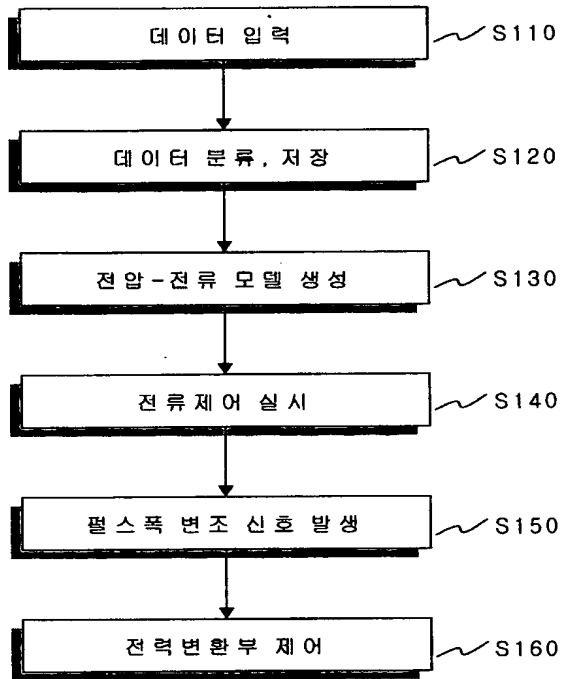 데이터 입력 S110
데이터 분류, 저장 S120
전압-전류 모델 생성 S130
전류제어 실시 S140
펄스폭 변조 신호 발생 S150
전력변환부 제어 S160